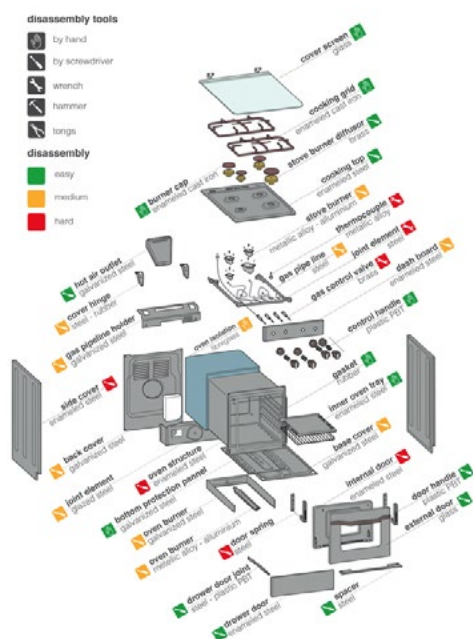 disassembly tools
by hand
by screwdriver
wrench
hammer
tongs
disassembly
easy
medium
hard
cover screen
glass
cooking grid
enameled cast iron
stove burner diffusor
brass
cooking top
enameled steel
burner cap
enameled cast iron
stove burner
metallic alloy - alluminium
thermocouple
metallic alloy
joint element
steel
gas pipe line
steel
gas control valve
brass
dash board
enameled steel
control handle
plastic PBT
hot air outlet
galvanized steel
cover hinge
steel - rubber
gas pipeline holder
galvanized steel
oven isolation
gasket
rubber
inner oven tray
enameled steel
side cover
enameled steel
back cover
galvanized steel
joint element
glazed steel
oven structure
enameled steel
bottom protection pannel
galvanized steel
oven burner
galvanized steel
oven burner
metallic alloy - alluminium
base cover
galvanized steel
internal door
enameled steel
door handle
plastic PBT
external door
glass
door spring
steel
drower door joint
steel - plastic PBT
drower door
enameled steel
spacer
steel